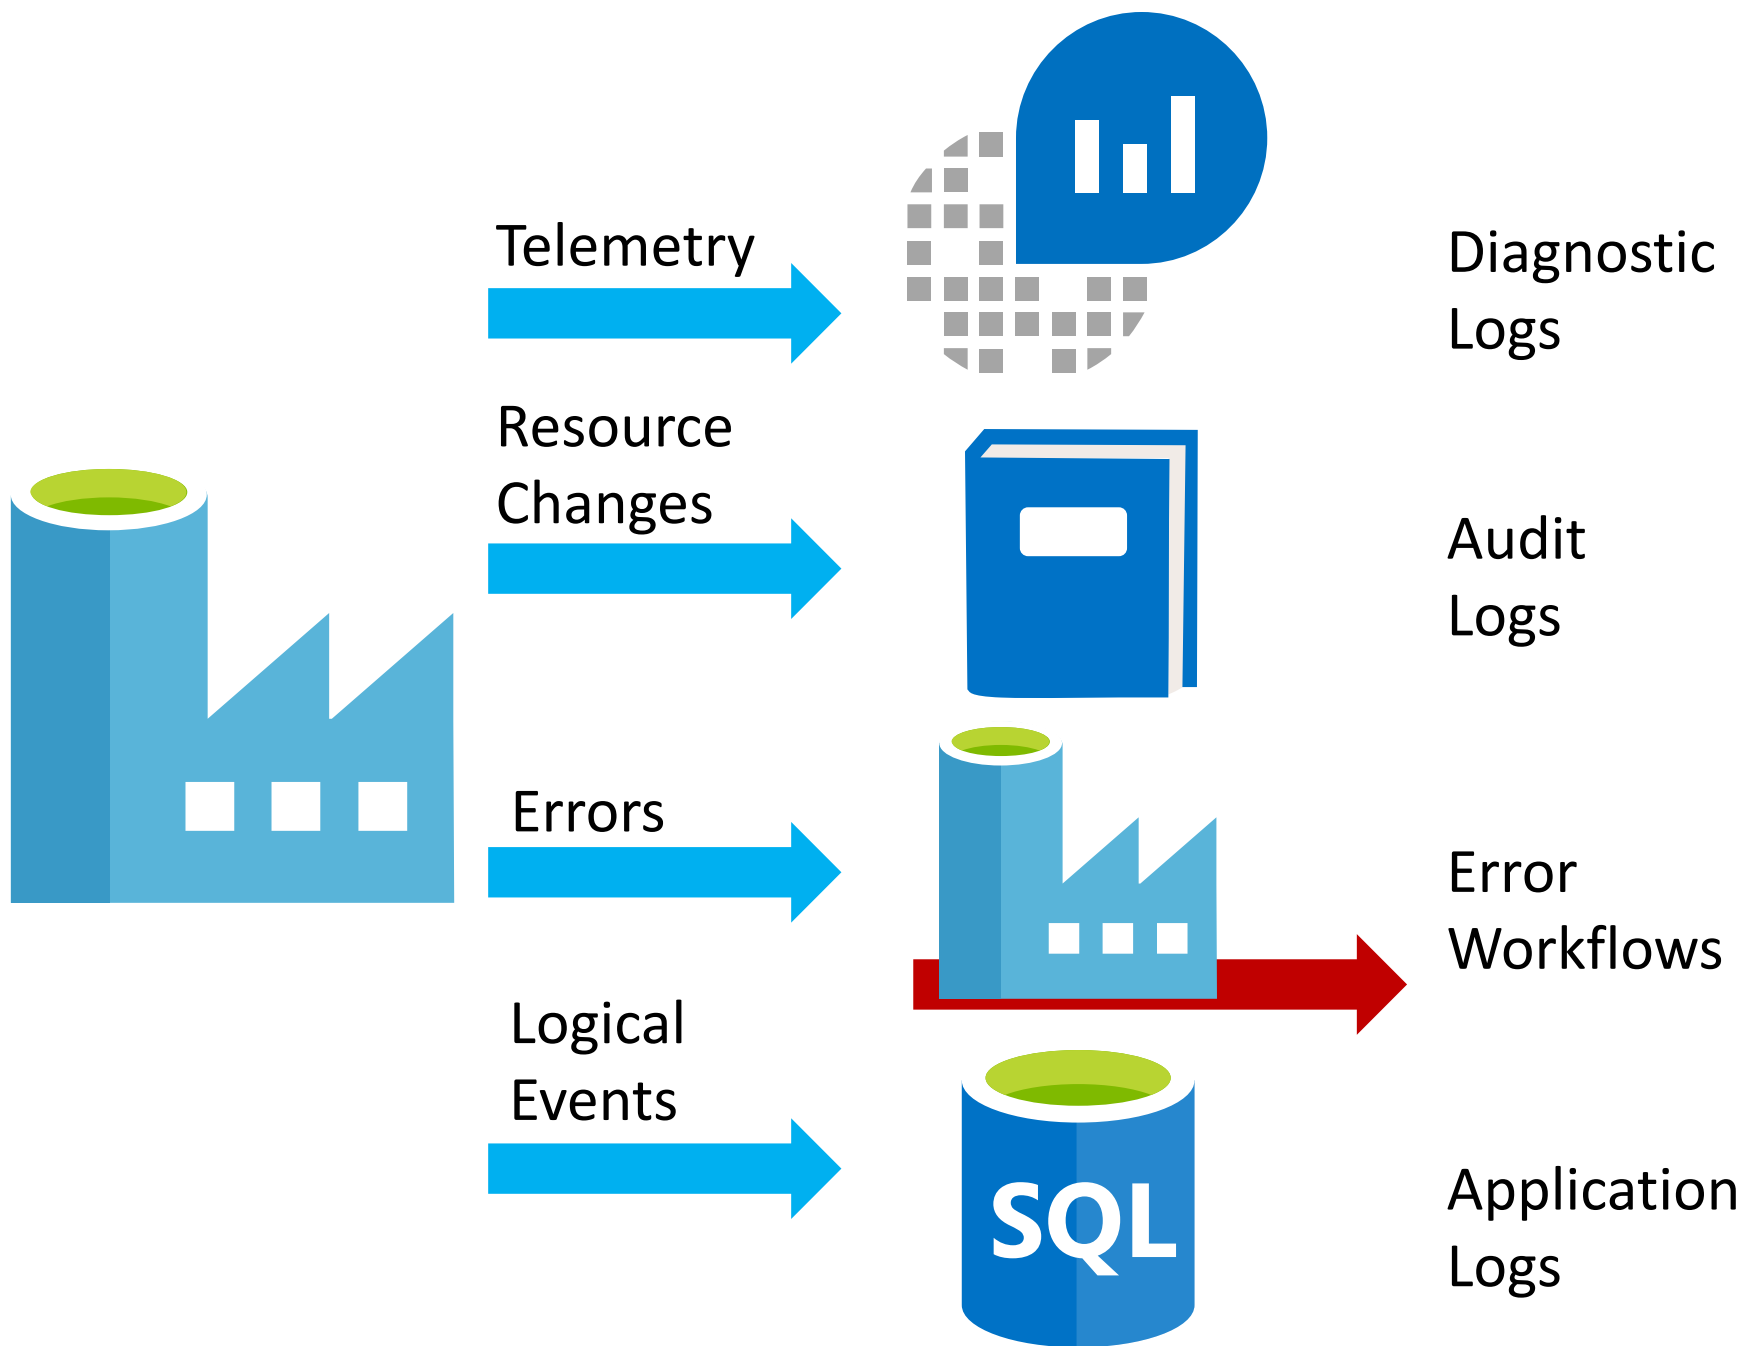 Telemetry
Diagnostic
Logs
Resource
Changes
Audit
Logs
Errors
Error
Workflows
Logical
Events
SQL
Application
Logs